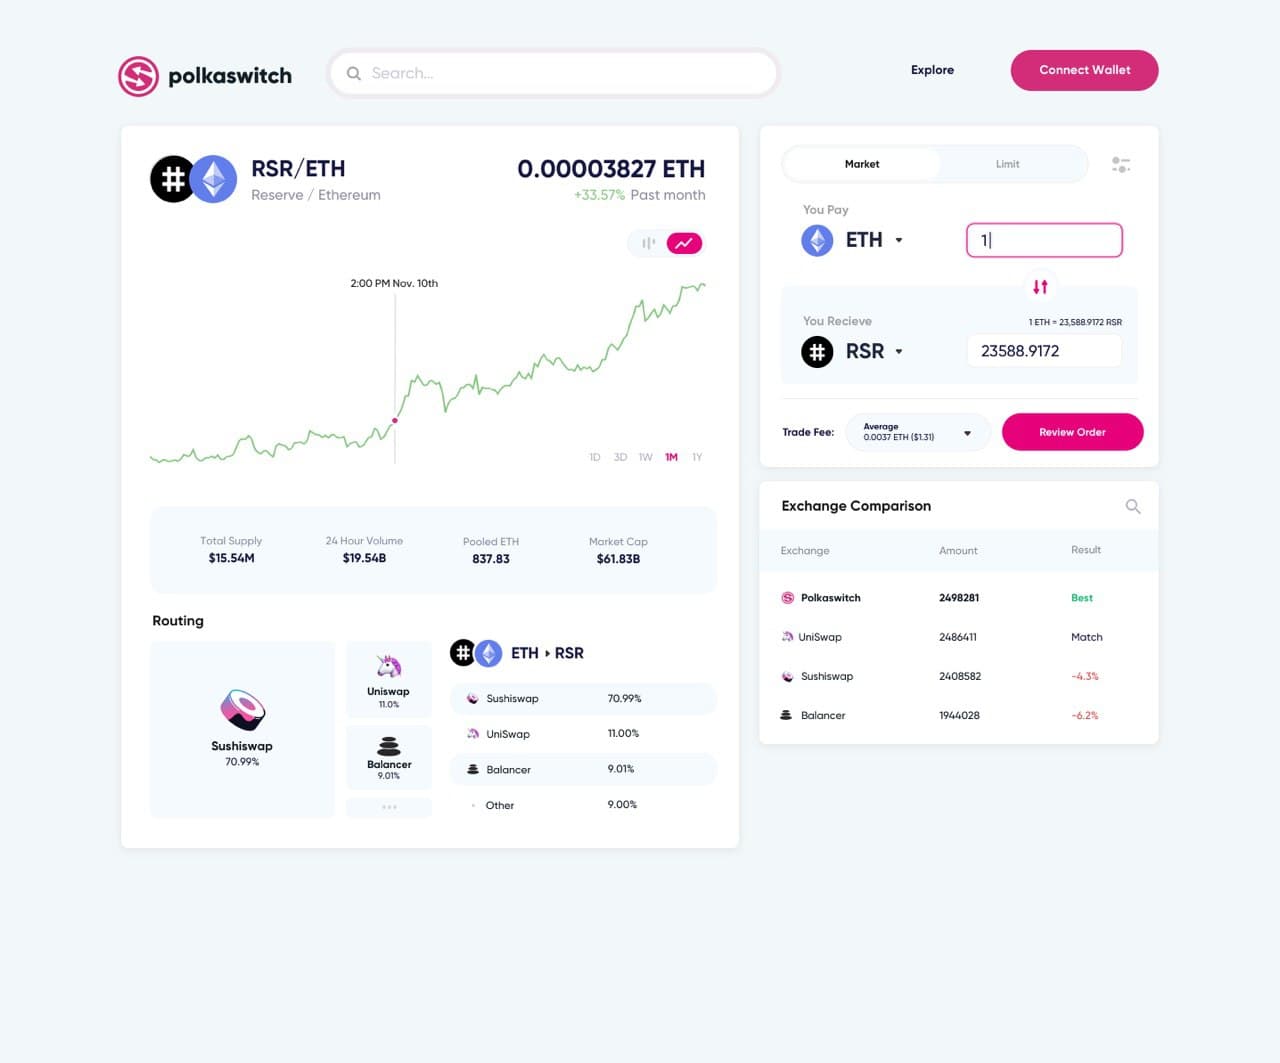 polkaswitch
Search...
Explore
Connect Wallet
RSR/ETH
Reserve / Ethereum
0.00003827 ETH
+33.57% Past month
2:00 PM Nov. 10th
1D 3D 1W 1M 1Y
Total Supply
$15.54M
24 Hour Volume
$19.54B
Pooled ETH
837.83
Market Cap
$61.83B
Routing
Sushiswap
70.99%
Uniswap
11.0%
Balancer
9.01%
ETH ▸ RSR
Sushiswap 70.99%
UniSwap 11.00%
Balancer 9.01%
Other 9.00%
Market Limit
You Pay
ETH 1
You Recieve 1 ETH = 23,588.9172 RSR
RSR 23588.9172
Trade Fee:
Average
0.0037 ETH ($1.31)
Review Order
Exchange Comparison
Exchange Amount Result
Polkaswitch 2498281 Best
UniSwap 2486411 Match
Sushiswap 2408582 -4.3%
Balancer 1944028 -6.2%